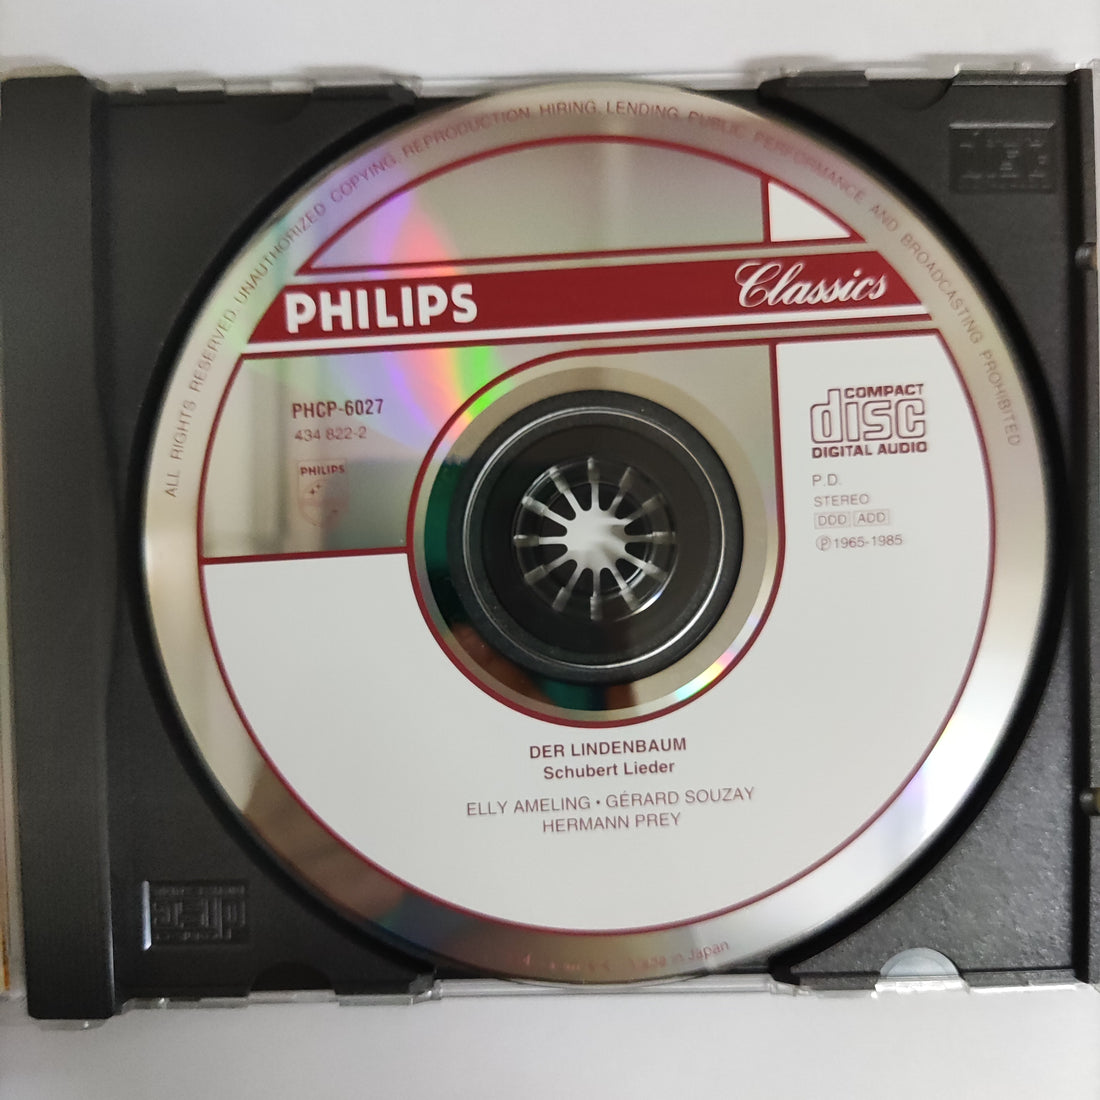 ALL RIGHTS RESERVED. UNAUTHORIZED COPYING, REPRODUCTION, HIRING, LENDING, PUBLIC PERFORMANCE AND BROADCASTING PROHIBITED
PHILIPS
Classics
PHCP-6027
434 822-2
PHILIPS
COMPACT
disc
DIGITAL AUDIO
P.D.
STEREO
DDD ADD
℗ 1965-1985
DER LINDENBAUM
Schubert Lieder
ELLY AMELING • GÉRARD SOUZAY
HERMANN PREY
in Japan